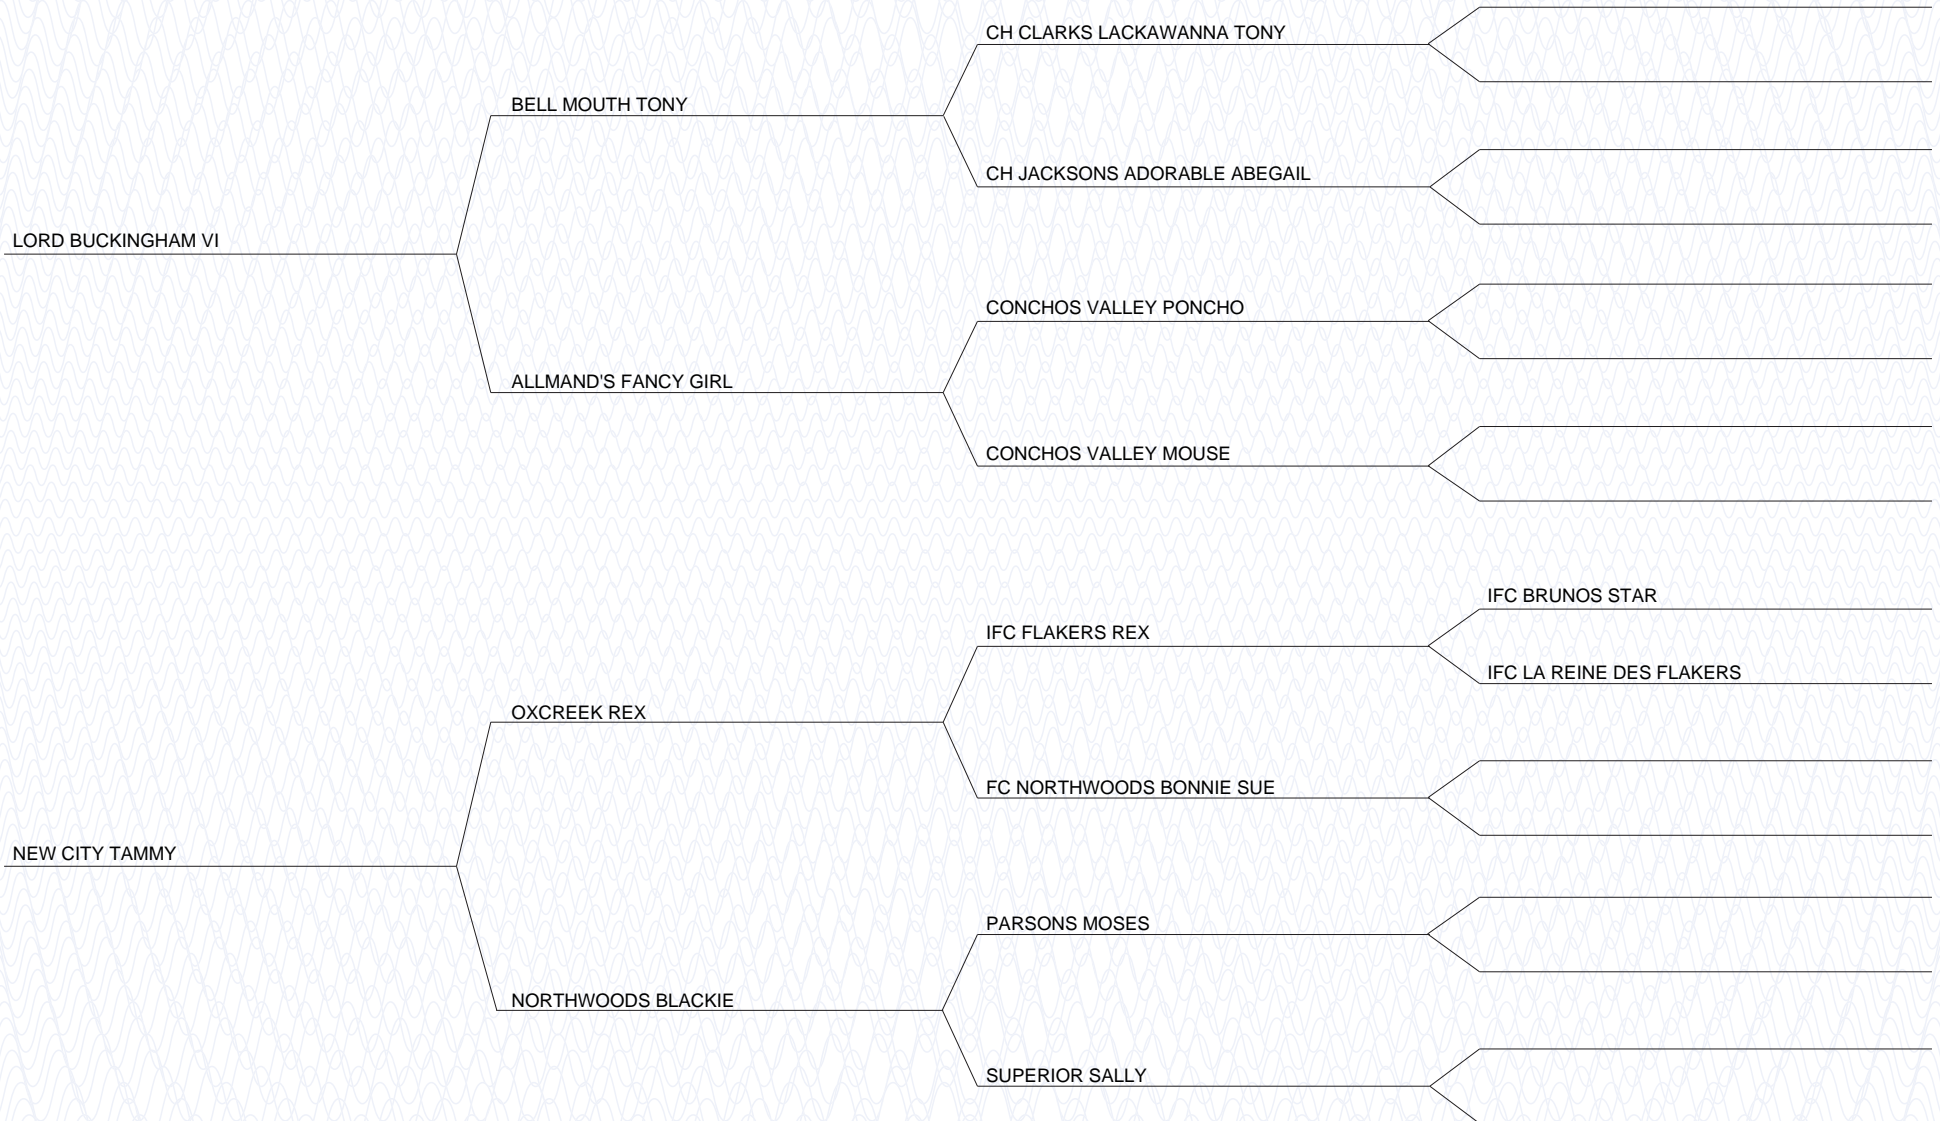 CH CLARKS LACKAWANNA TONY
BELL MOUTH TONY
CH JACKSONS ADORABLE ABEGAIL
LORD BUCKINGHAM VI
CONCHOS VALLEY PONCHO
ALLMAND'S FANCY GIRL
CONCHOS VALLEY MOUSE
IFC BRUNOS STAR
IFC FLAKERS REX
IFC LA REINE DES FLAKERS
OXCREEK REX
FC NORTHWOODS BONNIE SUE
NEW CITY TAMMY
PARSONS MOSES
NORTHWOODS BLACKIE
SUPERIOR SALLY